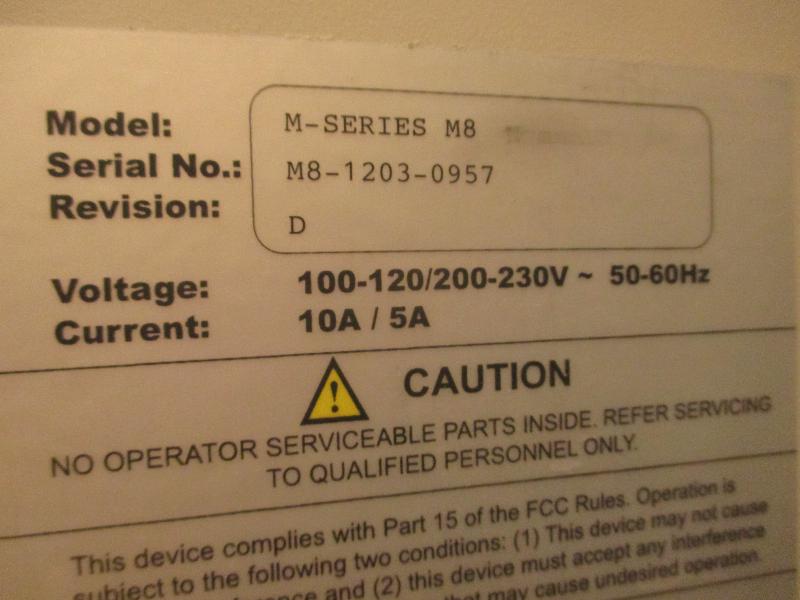 Model: M-SERIES M8
Serial No.: M8-1203-0957
Revision: D
Voltage: 100-120/200-230V ~ 50-60Hz
Current: 10A / 5A
CAUTION
NO OPERATOR SERVICEABLE PARTS INSIDE. REFER SERVICING
TO QUALIFIED PERSONNEL ONLY.
This device complies with Part 15 of the FCC Rules. Operation is
subject to the following two conditions: (1) This device may not cause
and (2) this device must accept any interference
that may cause undesired operation.